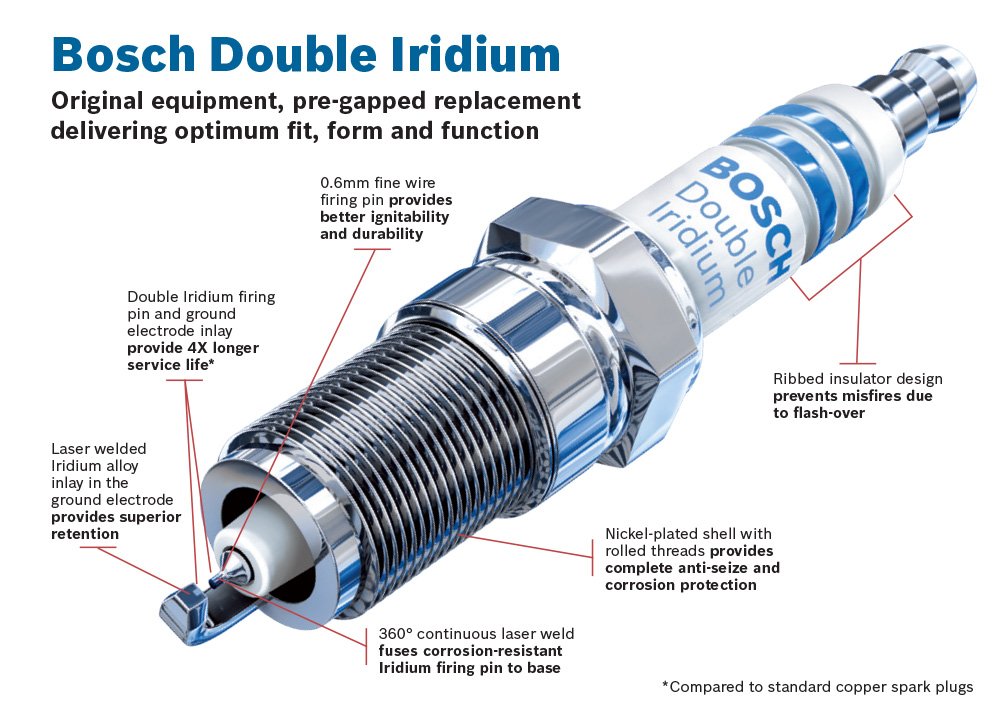 Bosch Double Iridium
Original equipment, pre-gapped replacement
delivering optimum fit, form and function
0.6mm fine wire
firing pin provides
better ignitability
and durability
Double Iridium firing
pin and ground
electrode inlay
provide 4X longer
service life*
Laser welded
Iridium alloy
inlay in the
ground electrode
provides superior
retention
BOSCH
Double
Iridium
Ribbed insulator design
prevents misfires due
to flash-over
Nickel-plated shell with
rolled threads provides
complete anti-seize and
corrosion protection
360° continuous laser weld
fuses corrosion-resistant
Iridium firing pin to base
*Compared to standard copper spark plugs